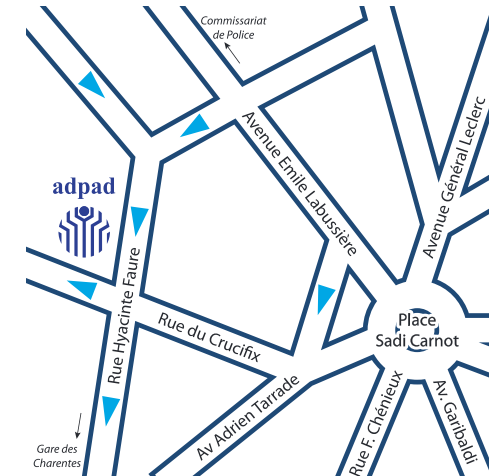 Commissariat
de Police
Avenue Général Leclerc
Avenue Emile Labussière
adpad
Rue Hyacinte Faure
Rue du Crucifix
Place
Sadi Carnot
Av Adrien Tarrade
Rue F. Chénieux
Av. Garibaldi
Gare des
Charentes